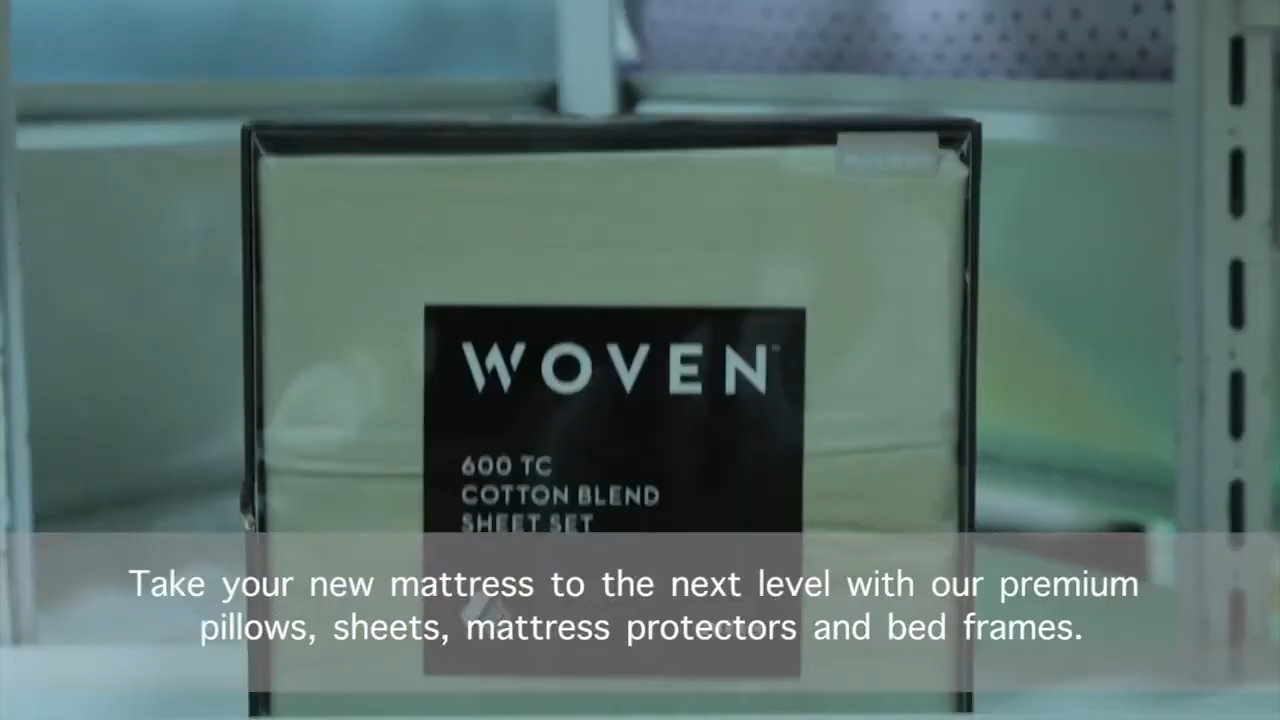 WOVEN™
600 TC
COTTON BLEND
SHEET SET
Take your new mattress to the next level with our premium
pillows, sheets, mattress protectors and bed frames.